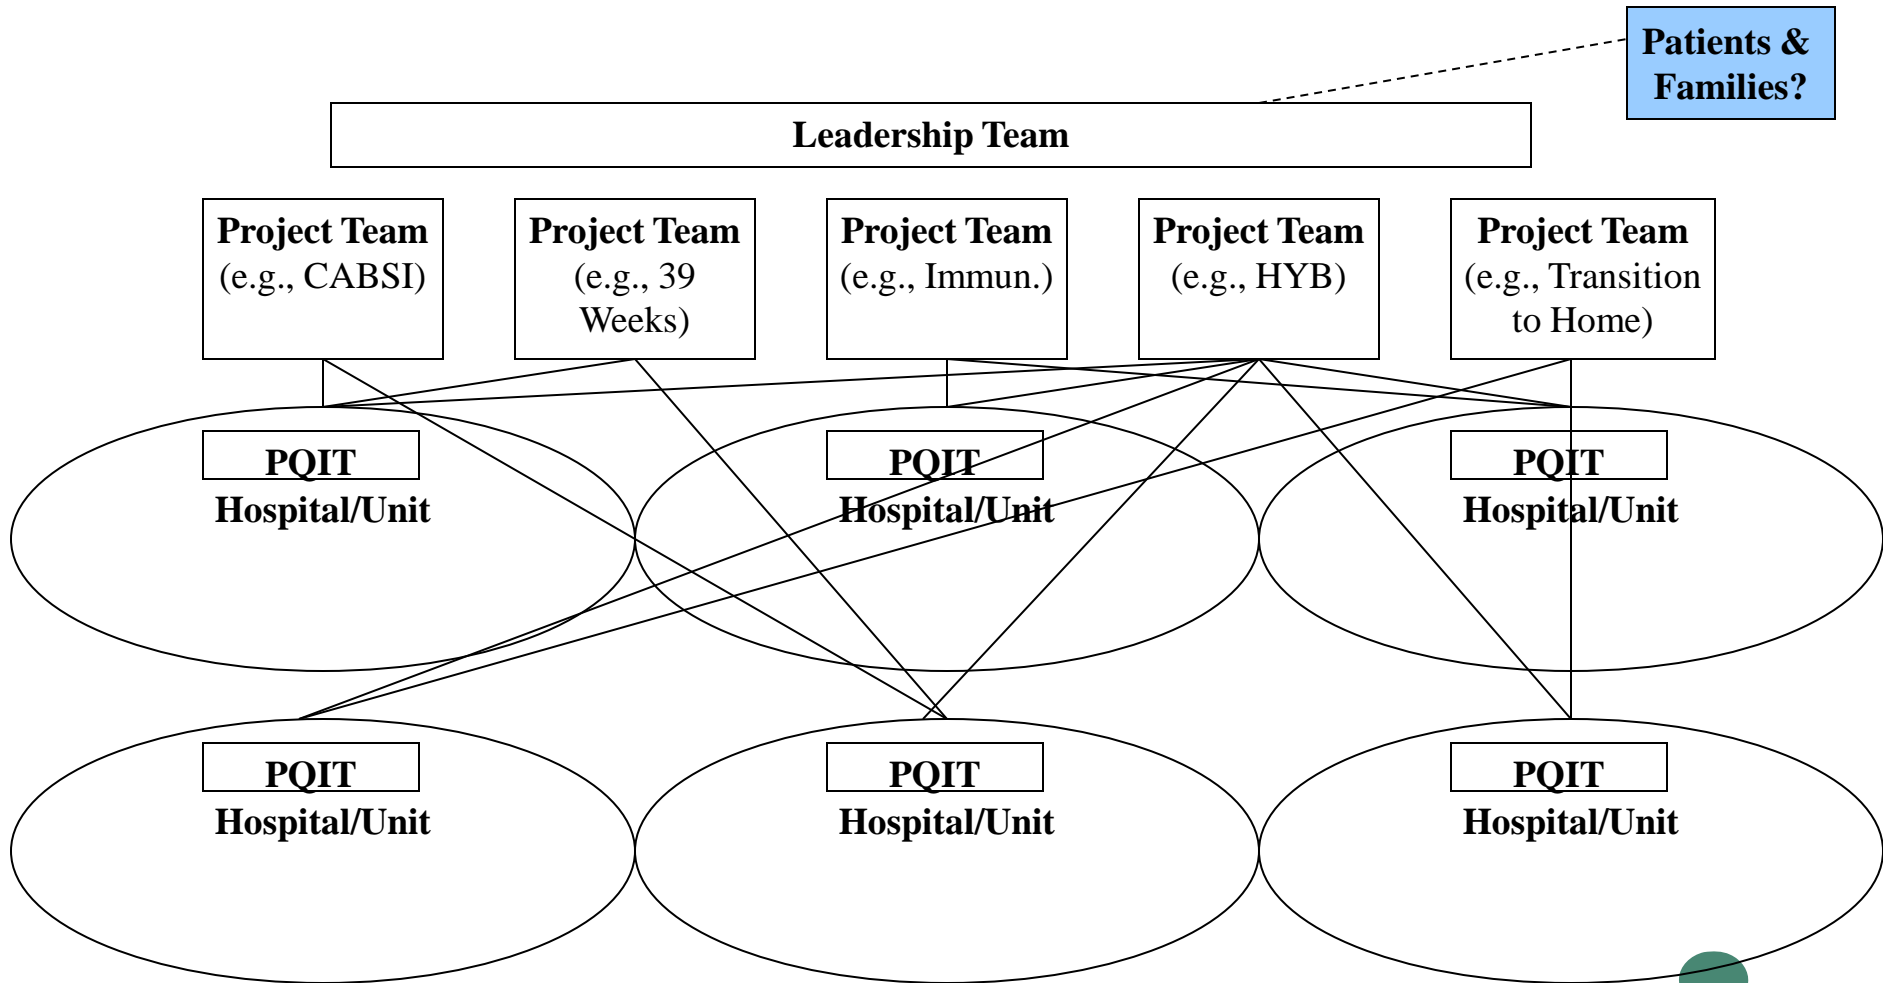 Patients &
Families?
Leadership Team
Project Team
(e.g., CABSI)
Project Team
(e.g., 39
Weeks)
Project Team
(e.g., Immun.)
Project Team
(e.g., HYB)
Project Team
(e.g., Transition
to Home)
PQIT
Hospital/Unit
PQIT
Hospital/Unit
PQIT
Hospital/Unit
PQIT
Hospital/Unit
PQIT
Hospital/Unit
PQIT
Hospital/Unit